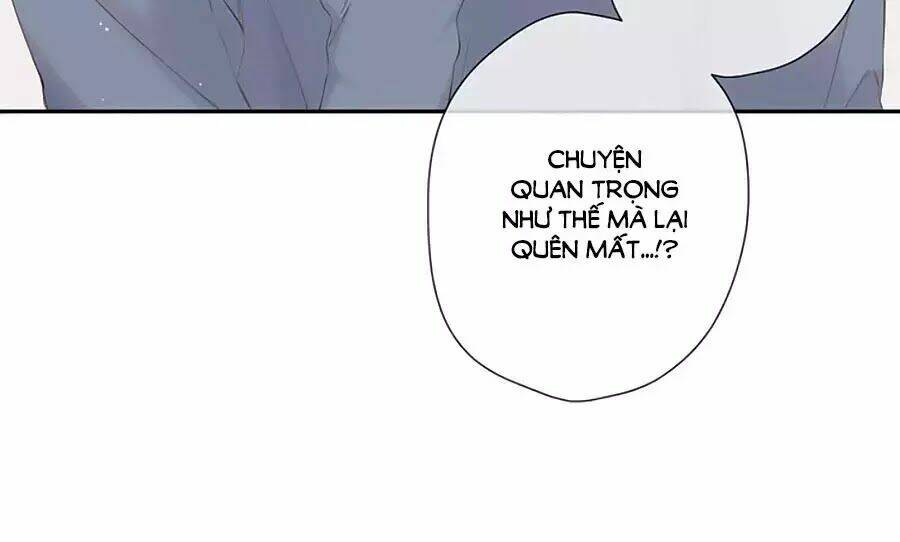 CHUYỆN
QUAN TRỌNG
NHƯ THẾ MÀ LẠI
QUÊN MẤT...!?